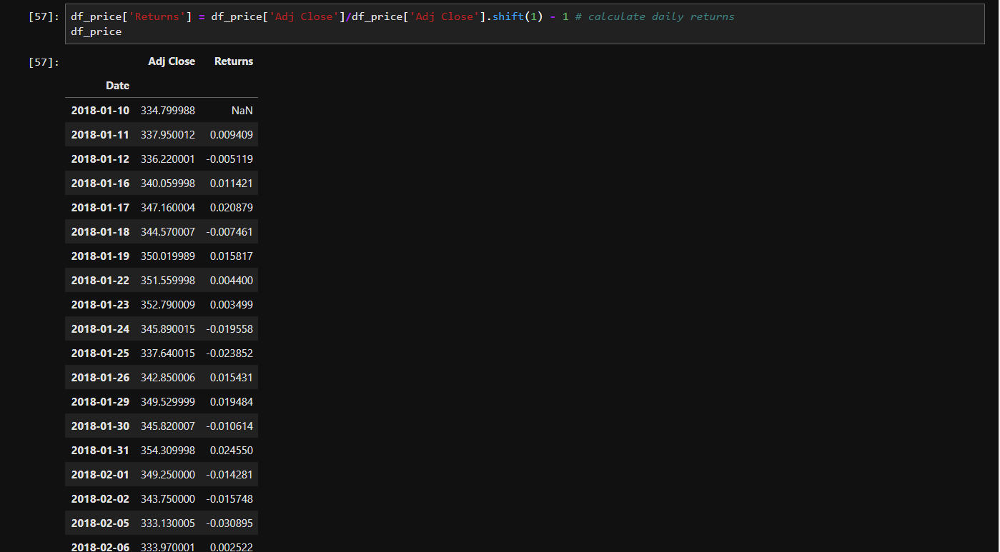 [57]: df_price['Returns'] = df_price['Adj Close']/df_price['Adj Close'].shift(1) - 1 # calculate daily returns
df_price
[57]: Adj Close Returns
Date
2018-01-10 334.799988 NaN
2018-01-11 337.950012 0.009409
2018-01-12 336.220001 -0.005119
2018-01-16 340.059998 0.011421
2018-01-17 347.160004 0.020879
2018-01-18 344.570007 -0.007461
2018-01-19 350.019989 0.015817
2018-01-22 351.559998 0.004400
2018-01-23 352.790009 0.003499
2018-01-24 345.890015 -0.019558
2018-01-25 337.640015 -0.023852
2018-01-26 342.850006 0.015431
2018-01-29 349.529999 0.019484
2018-01-30 345.820007 -0.010614
2018-01-31 354.309998 0.024550
2018-02-01 349.250000 -0.014281
2018-02-02 343.750000 -0.015748
2018-02-05 333.130005 -0.030895
2018-02-06 333.970001 0.002522